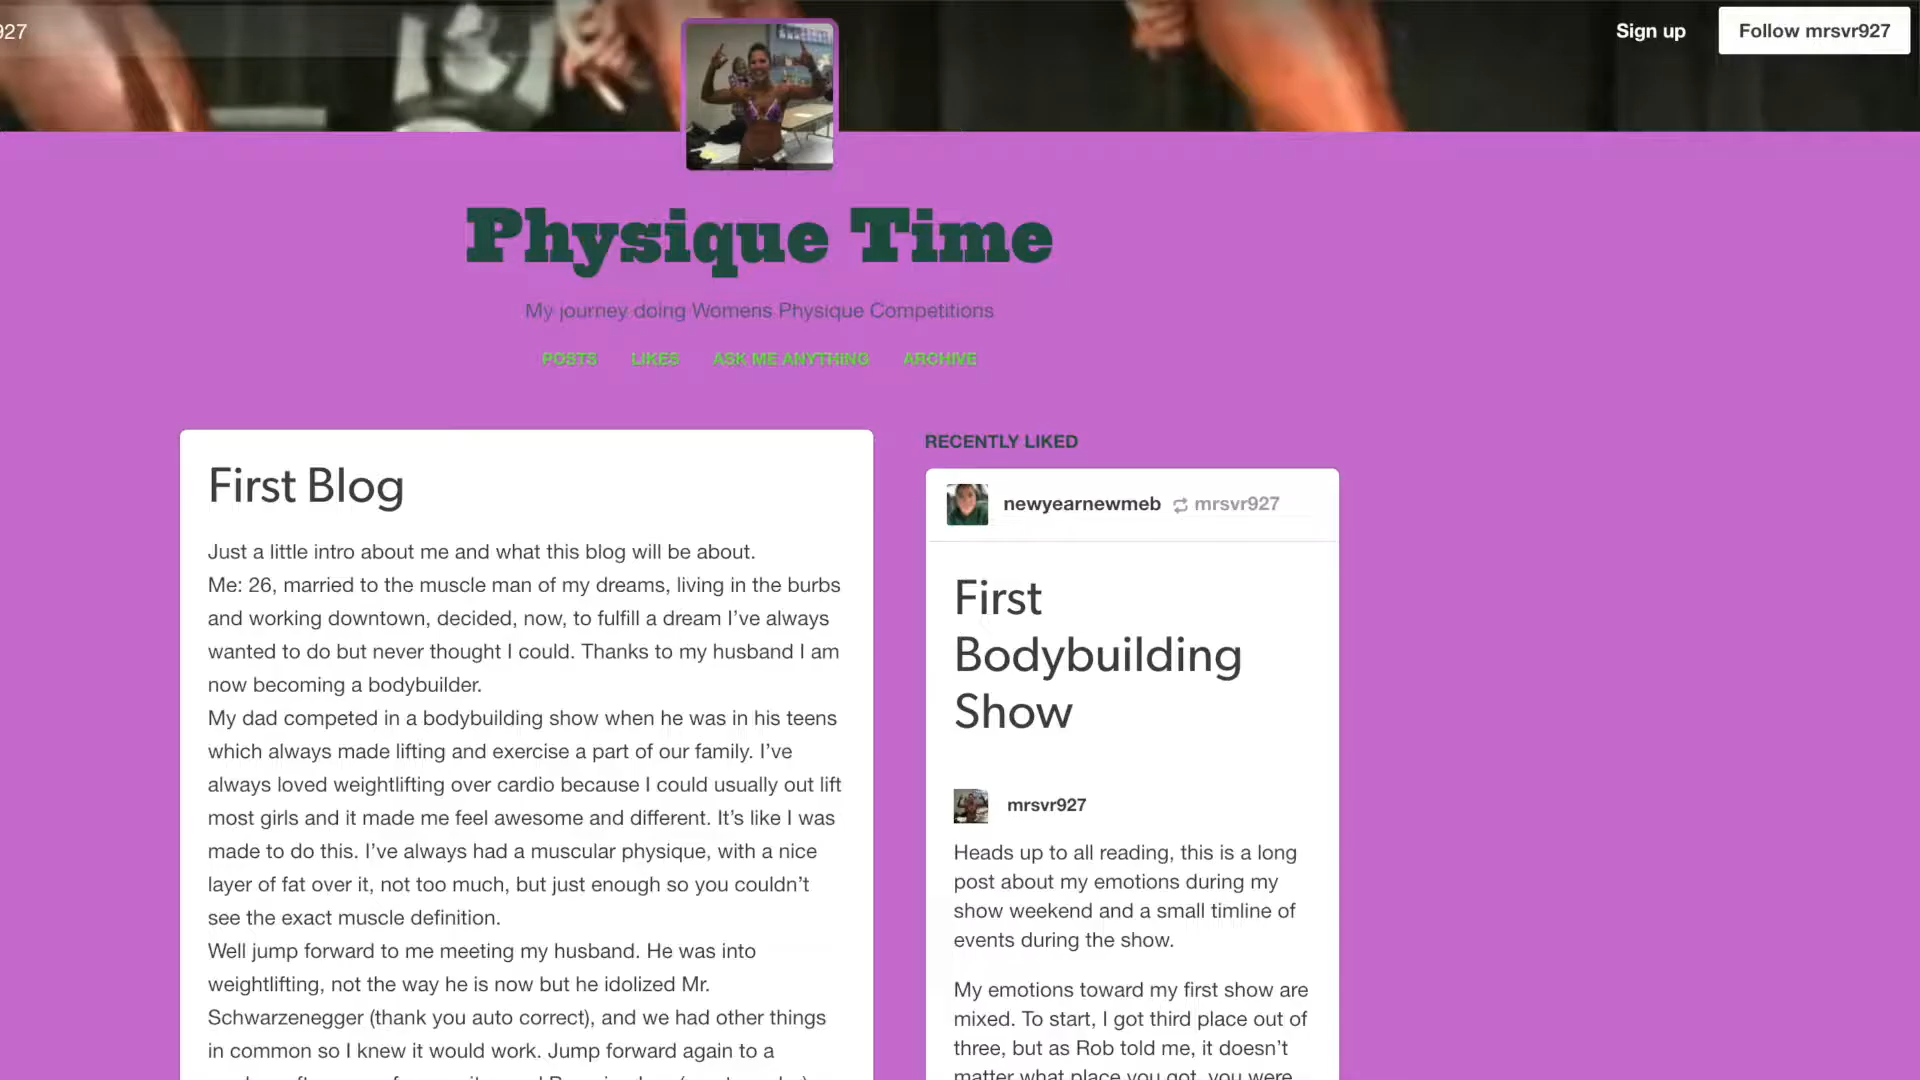 927
Sign up
Follow mrsvr927
Physique Time
My journey doing Womens Physique Competitions
POSTS LIKES ASK ME ANYTHING ARCHIVE
First Blog
Just a little intro about me and what this blog will be about.
Me: 26, married to the muscle man of my dreams, living in the burbs
and working downtown, decided, now, to fulfill a dream I’ve always
wanted to do but never thought I could. Thanks to my husband I am
now becoming a bodybuilder.
My dad competed in a bodybuilding show when he was in his teens
which always made lifting and exercise a part of our family. I’ve
always loved weightlifting over cardio because I could usually out lift
most girls and it made me feel awesome and different. It’s like I was
made to do this. I’ve always had a muscular physique, with a nice
layer of fat over it, not too much, but just enough so you couldn’t
see the exact muscle definition.
Well jump forward to me meeting my husband. He was into
weightlifting, not the way he is now but he idolized Mr.
Schwarzenegger (thank you auto correct), and we had other things
in common so I knew it would work. Jump forward again to a
RECENTLY LIKED
newyearnewmeb mrsvr927
First
Bodybuilding
Show
mrsvr927
Heads up to all reading, this is a long
post about my emotions during my
show weekend and a small timline of
events during the show.
My emotions toward my first show are
mixed. To start, I got third place out of
three, but as Rob told me, it doesn’t
matter what place you got, you were